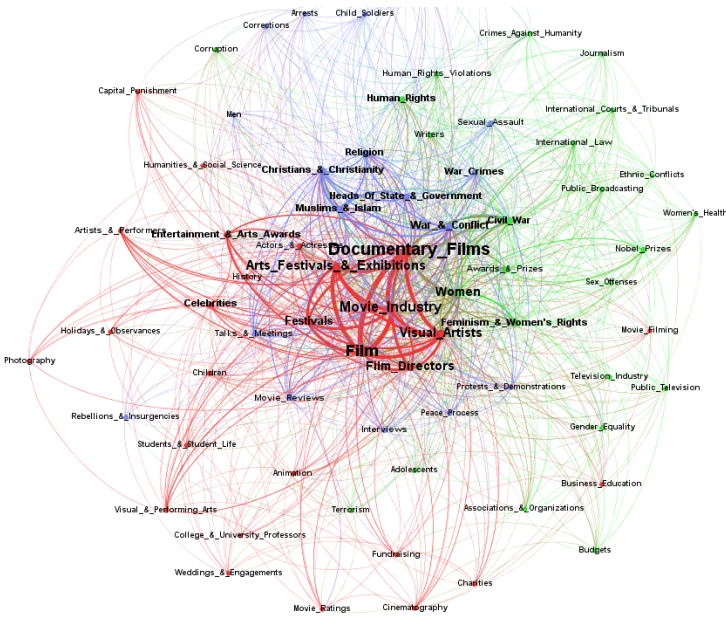 Arrests
Child_Soldiers
Corrections
Crimes_Against_Humanity
Corruption
Journalism
Human_Rights_Violations
Capital_Punishment
Human_Rights
International_Courts_&_Tribunals
Men
Sexual_Assault
Writers
International_Law
Religion
Humanities_&_Social_Science
Christians_&_Christianity
War_Crimes
Ethnic_Conflicts
Public_Broadcasting
Heads_Of_State_&_Government
Muslims_&_Islam
Women's_Health
War_&_Conflict
Civil_War
Artists_&_Performers
Entertainment_&_Arts_Awards
Actors_&_Actresses
Documentary_Films
Nobel_Prizes
Arts_Festivals_&_Exhibitions
Awards_&_Prizes
History
Sex_Offenses
Women
Celebrities
Movie_Industry
Festivals
Feminism_&_Women's_Rights
Holidays_&_Observances
Talks_&_Meetings
Visual_Artists
Movie_Filming
Film
Photography
Film_Directors
Children
Television_Industry
Protests_&_Demonstrations
Public_Television
Movie_Reviews
Peace_Process
Rebellions_&_Insurgencies
Interviews
Gender_Equality
Students_&_Student_Life
Adolescents
Animation
Business_Education
Visual_&_Performing_Arts
Terrorism
Associations_&_Organizations
College_&_University_Professors
Fundraising
Budgets
Weddings_&_Engagements
Charities
Movie_Ratings
Cinematography